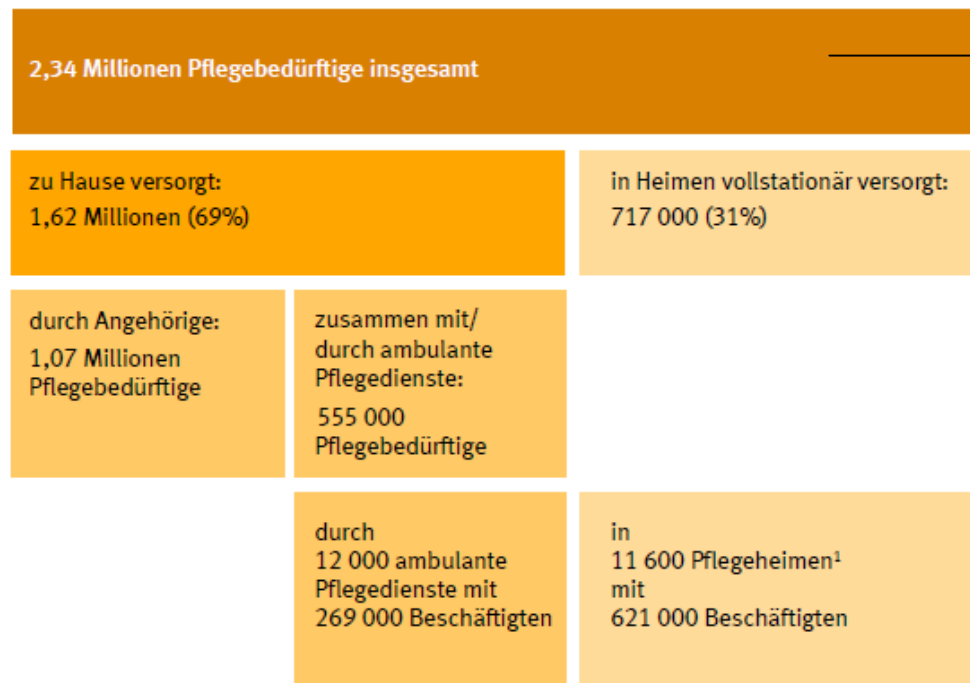 2,34 Millionen Pflegebedürftige insgesamt
zu Hause versorgt:
1,62 Millionen (69%)
in Heimen vollstationär versorgt:
717 000 (31%)
durch Angehörige:
1,07 Millionen
Pflegebedürftige
zusammen mit/
durch ambulante
Pflegedienste:
555 000
Pflegebedürftige
durch
12 000 ambulante
Pflegedienste mit
269 000 Beschäftigten
in
11 600 Pflegeheimen¹
mit
621 000 Beschäftigten